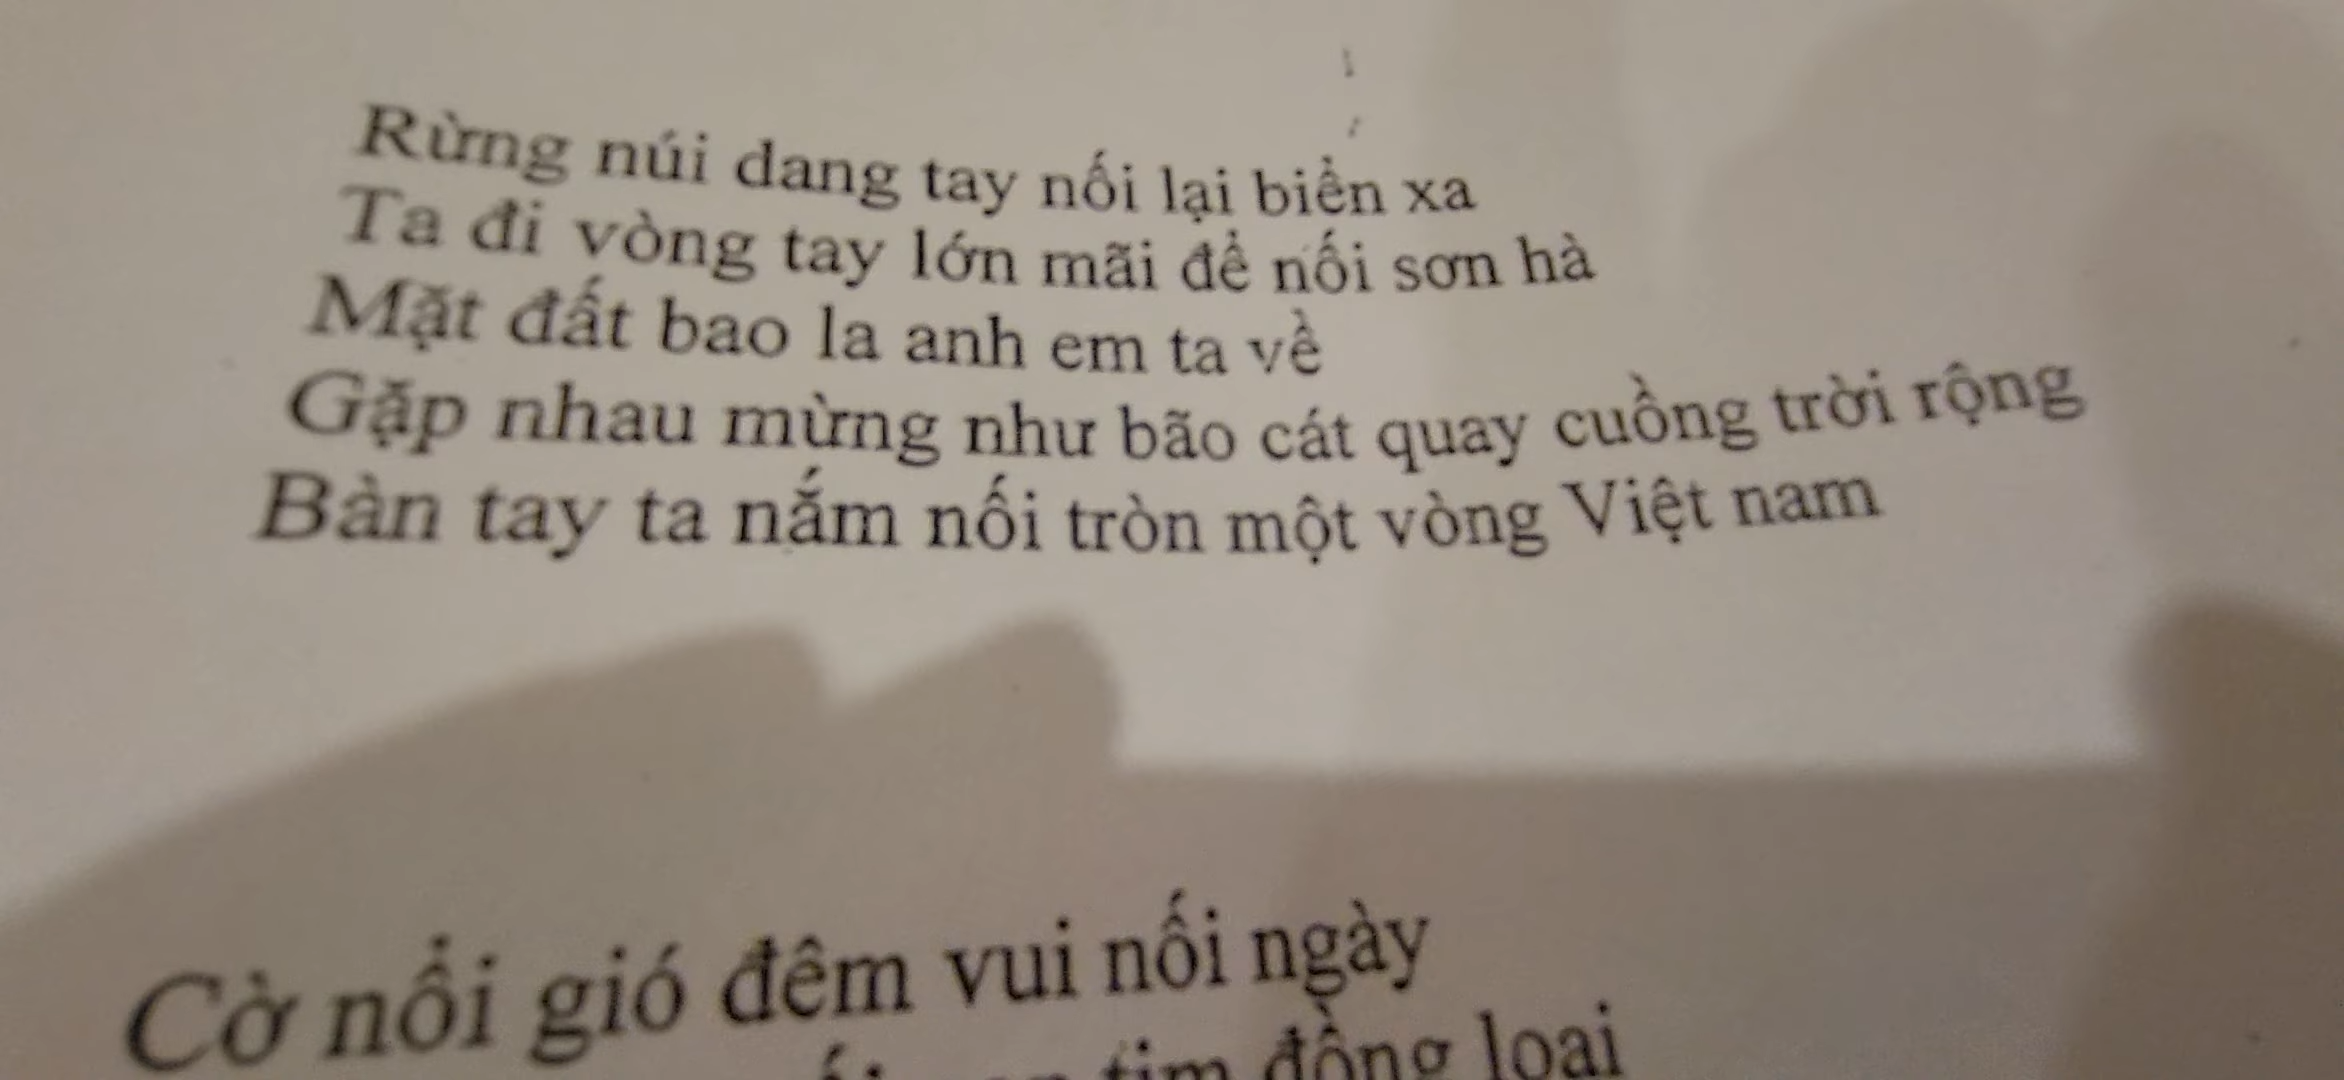 Rừng núi dang tay nối lại biển xa
Ta đi vòng tay lớn mãi để nối sơn hà
Mặt đất bao la anh em ta về
Gặp nhau mừng như bão cát quay cuồng trời rộng
Bàn tay ta nắm nối tròn một vòng Việt nam
Cờ nối gió đêm vui nối ngày
tim đồng loại